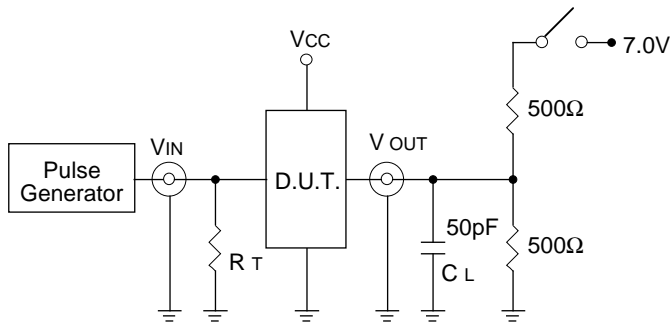 VCC
7.0V
500Ω
VIN
V OUT
Pulse
Generator
D.U.T.
50pF
500Ω
R T
C L